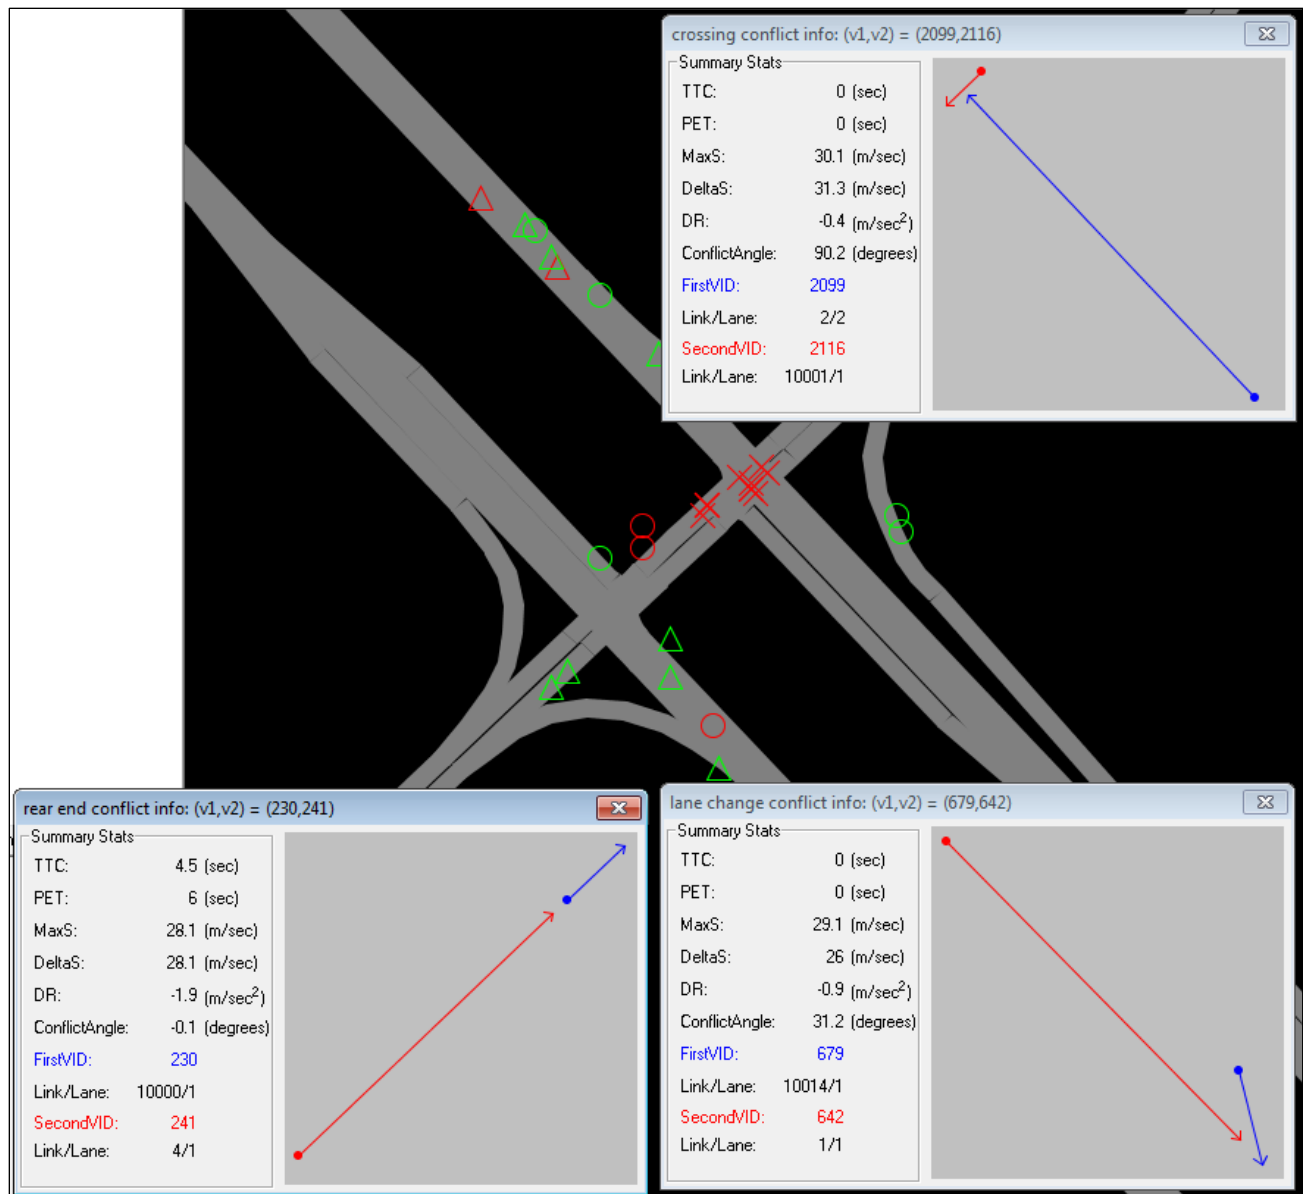 crossing conflict info: (v1,v2) = (2099,2116)
Summary Stats
TTC: 0 (sec)
PET: 0 (sec)
MaxS: 30.1 (m/sec)
DeltaS: 31.3 (m/sec)
DR: -0.4 (m/sec²)
ConflictAngle: 90.2 (degrees)
FirstVID: 2099
Link/Lane: 2/2
SecondVID: 2116
Link/Lane: 10001/1
rear end conflict info: (v1,v2) = (230,241)
Summary Stats
TTC: 4.5 (sec)
PET: 6 (sec)
MaxS: 28.1 (m/sec)
DeltaS: 28.1 (m/sec)
DR: -1.9 (m/sec²)
ConflictAngle: -0.1 (degrees)
FirstVID: 230
Link/Lane: 10000/1
SecondVID: 241
Link/Lane: 4/1
lane change conflict info: (v1,v2) = (679,642)
Summary Stats
TTC: 0 (sec)
PET: 0 (sec)
MaxS: 29.1 (m/sec)
DeltaS: 26 (m/sec)
DR: -0.9 (m/sec²)
ConflictAngle: 31.2 (degrees)
FirstVID: 679
Link/Lane: 10014/1
SecondVID: 642
Link/Lane: 1/1